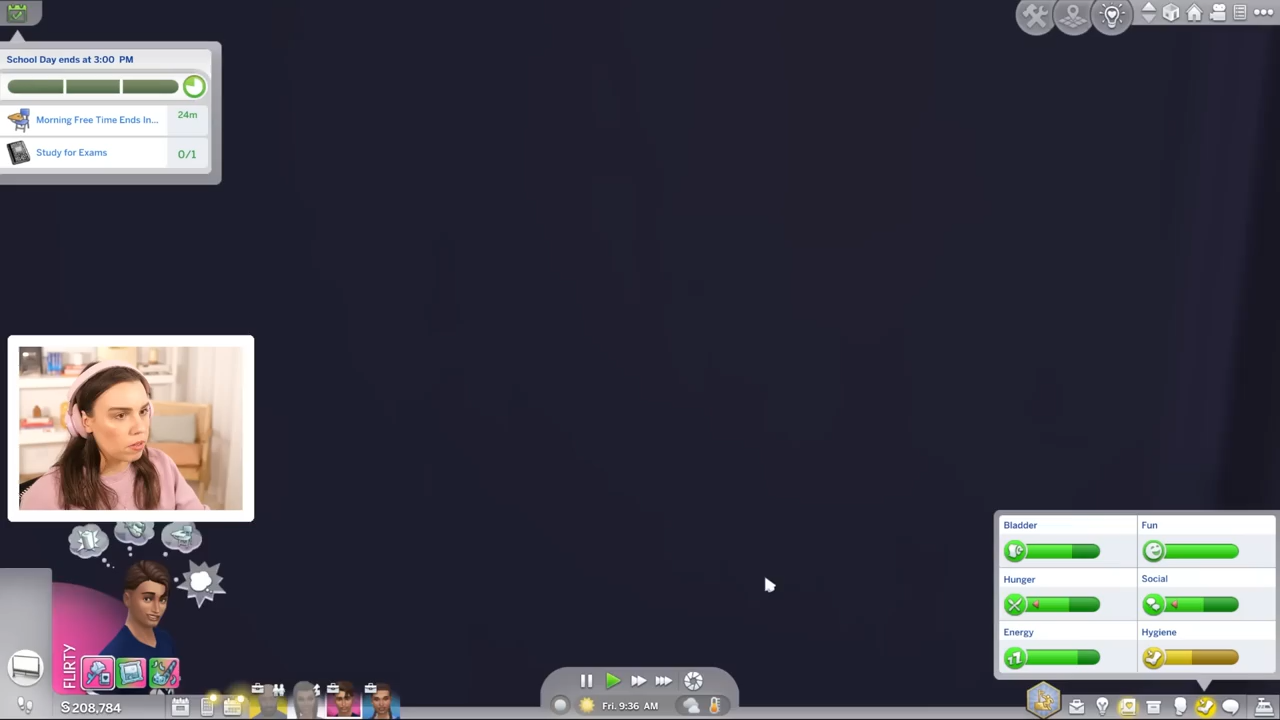 School Day ends at 3:00 PM
Morning Free Time Ends In...
24m
Study for Exams
0/1
Bladder
Fun
Hunger
Social
Energy
Hygiene
FLIRTY
§208,784
Fri. 9:36 AM